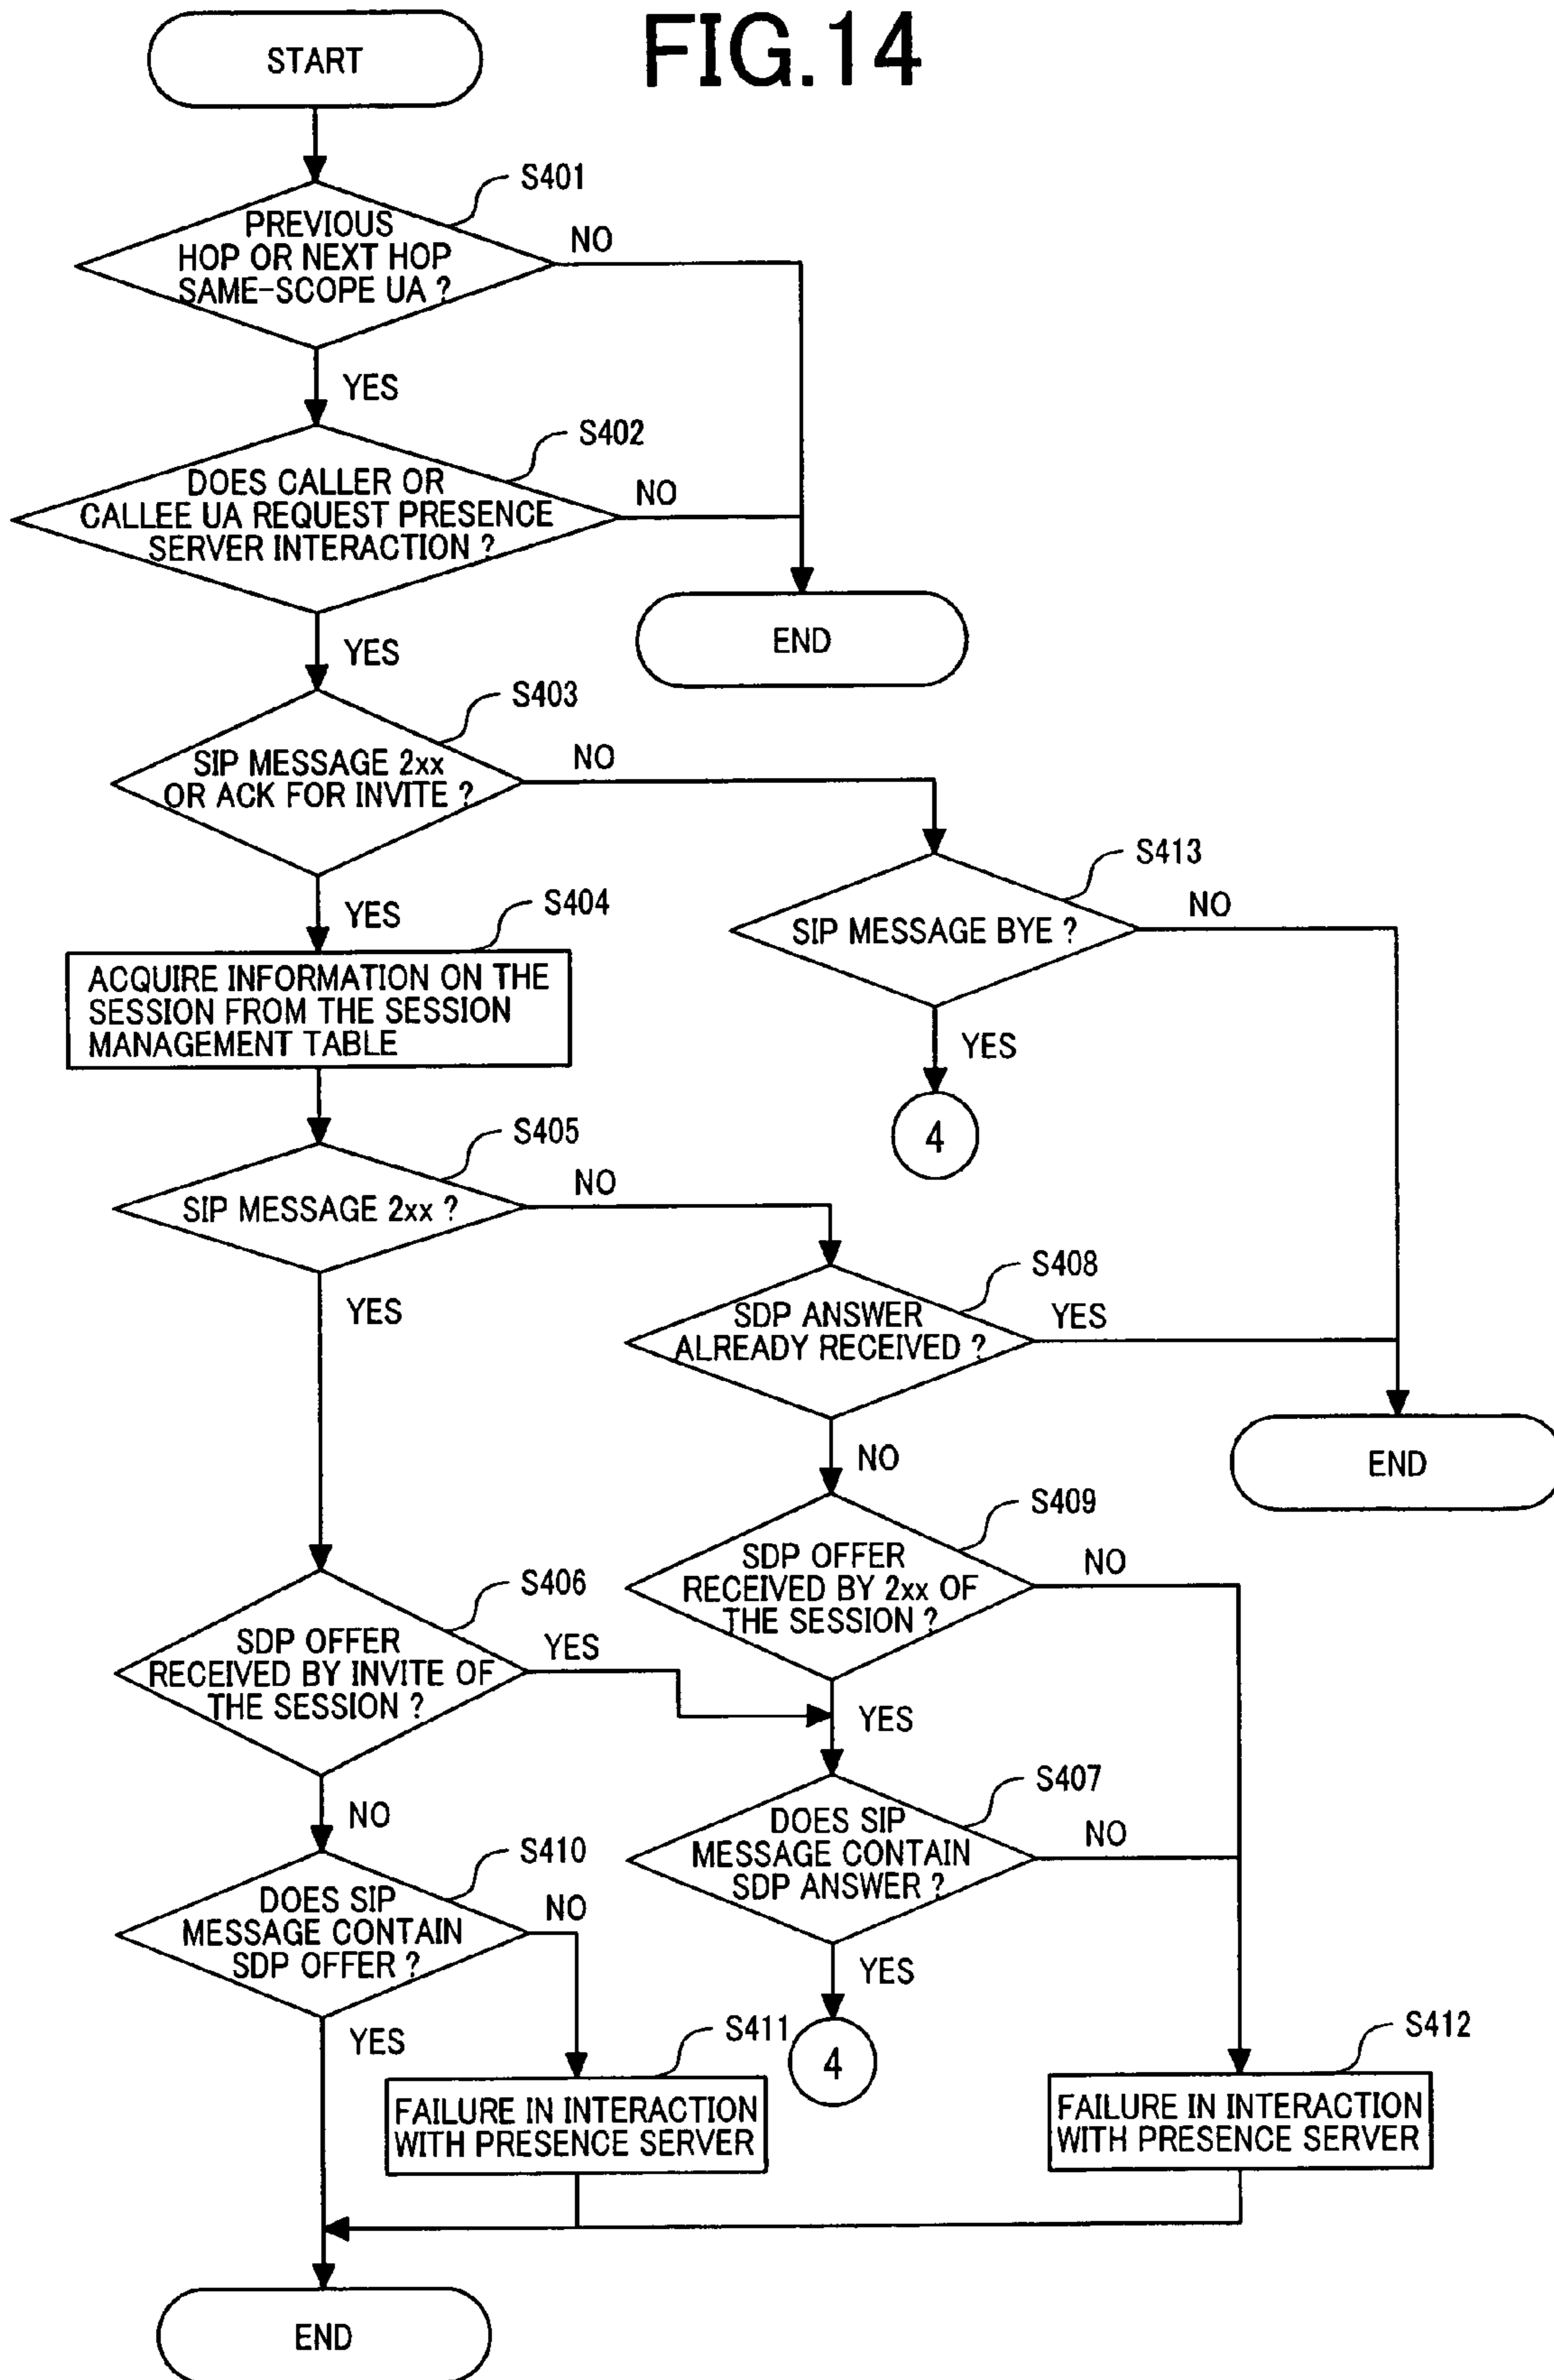 FIG.14
START
S401
PREVIOUS
HOP OR NEXT HOP
SAME-SCOPE UA ?
NO
YES
S402
DOES CALLER OR
CALLEE UA REQUEST PRESENCE
SERVER INTERACTION ?
NO
END
YES
S403
SIP MESSAGE 2xx
OR ACK FOR INVITE ?
NO
S413
SIP MESSAGE BYE ?
NO
YES
4
YES
S404
ACQUIRE INFORMATION ON THE
SESSION FROM THE SESSION
MANAGEMENT TABLE
S405
SIP MESSAGE 2xx ?
NO
YES
S408
SDP ANSWER
ALREADY RECEIVED ?
YES
END
NO
S409
SDP OFFER
RECEIVED BY 2xx OF
THE SESSION ?
NO
YES
S406
SDP OFFER
RECEIVED BY INVITE OF
THE SESSION ?
YES
NO
S407
DOES SIP
MESSAGE CONTAIN
SDP ANSWER ?
NO
YES
4
S410
DOES SIP
MESSAGE CONTAIN
SDP OFFER ?
NO
YES
S411
FAILURE IN INTERACTION
WITH PRESENCE SERVER
S412
FAILURE IN INTERACTION
WITH PRESENCE SERVER
END